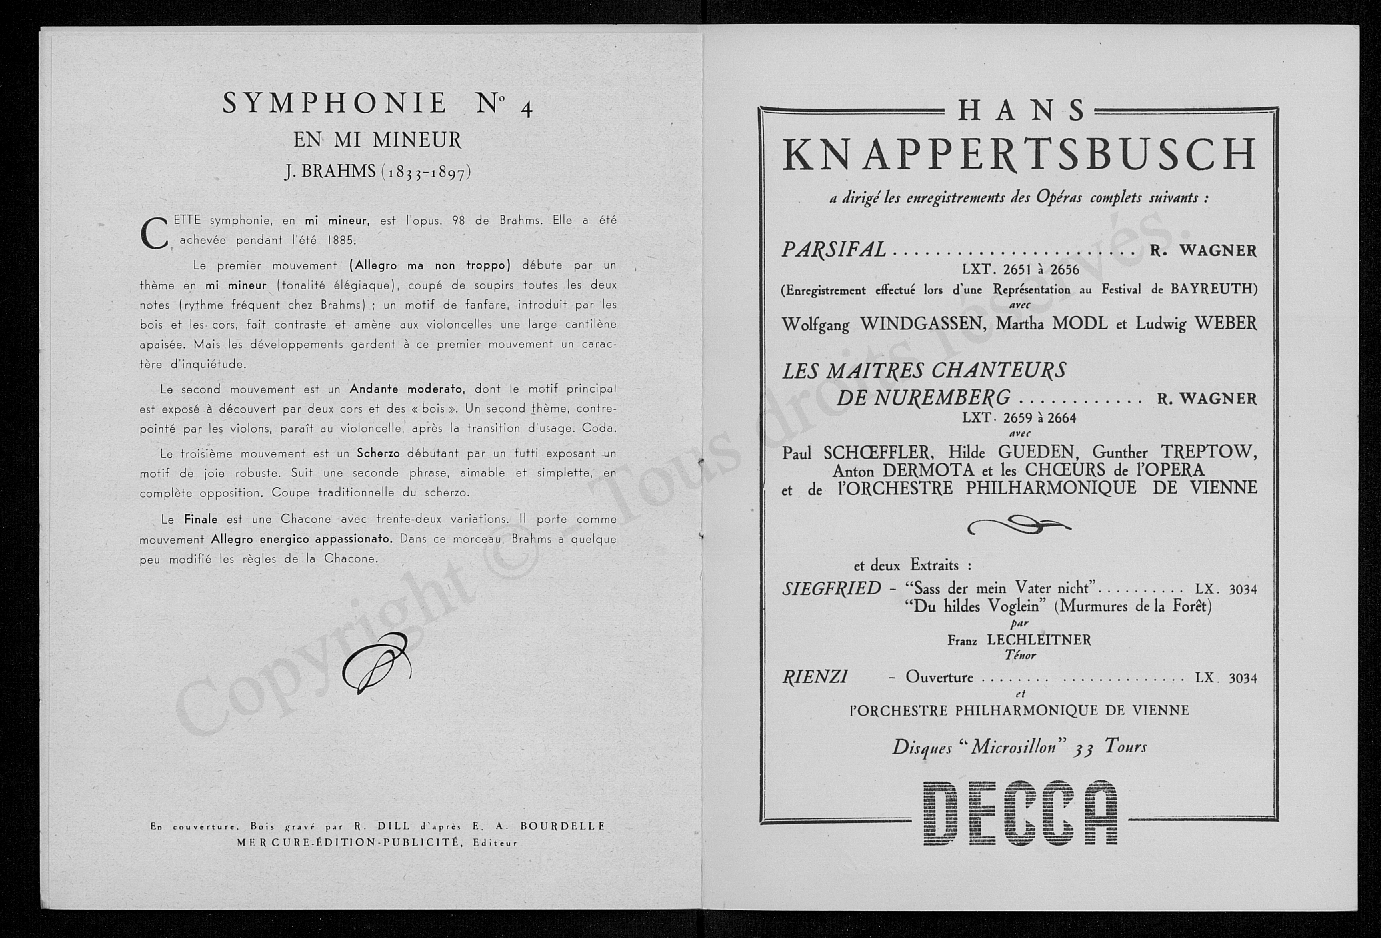 SYMPHONIE Nº 4
EN MI MINEUR
J. BRAHMS (1833-1897)
CETTE symphonie, en mi mineur, est l'opus. 98 de Brahms. Elle a été
achevée pendant l'été 1885.
Le premier mouvement (Allegro ma non troppo) débute par un
thème en mi mineur (tonalité élégiaque), coupé de soupirs toutes les deux
notes (rythme fréquent chez Brahms) ; un motif de fanfare, introduit par les
bois et les cors, fait contraste et amène aux violoncelles une large cantilène
apaisée. Mais les développements gardent à ce premier mouvement un carac-
tère d'inquiétude.
Le second mouvement est un Andante moderato, dont le motif principal
est exposé à découvert par deux cors et des « bois ». Un second thème, contre-
pointé par les violons, paraît au violoncelle, après la transition d'usage. Coda.
Le troisième mouvement est un Scherzo débutant par un tutti exposant un
motif de joie robuste. Suit une seconde phrase, aimable et simplette, en
complète opposition. Coupe traditionnelle du scherzo.
Le Finale est une Chacone avec trente-deux variations. Il porte comme
mouvement Allegro energico appassionato. Dans ce morceau, Brahms a quelque
peu modifié les règles de la Chacone.
En couverture, Bois gravé par R. DILL d'après E. A. BOURDELLE
MERCURE-ÉDITION-PUBLICITÉ, Editeur
HANS
KNAPPERTSBUSCH
a dirigé les enregistrements des Opéras complets suivants :
PARSIFAL . . . . . . . . . . . . . . . . . . . . . . . R. WAGNER
LXT. 2651 à 2656
(Enregistrement effectué lors d'une Représentation au Festival de BAYREUTH)
avec
Wolfgang WINDGASSEN, Martha MODL et Ludwig WEBER
LES MAITRES CHANTEURS
DE NUREMBERG . . . . . . . . . . . . R. WAGNER
LXT. 2659 à 2664
avec
Paul SCHŒFFLER, Hilde GUEDEN, Gunther TREPTOW,
Anton DERMOTA et les CHŒURS de l'OPERA
et de l'ORCHESTRE PHILHARMONIQUE DE VIENNE
et deux Extraits :
SIEGFRIED - "Sass der mein Vater nicht" . . . . . . . . . . LX. 3034
"Du hildes Voglein" (Murmures de la Forêt)
par
Franz LECHLEITNER
Ténor
RIENZI - Ouverture . . . . . . . . . . . . . . . . . . . . . LX. 3034
et
l'ORCHESTRE PHILHARMONIQUE DE VIENNE
Disques "Microsillon" 33 Tours
DECCA
Copyright © - Tous droits réservés.